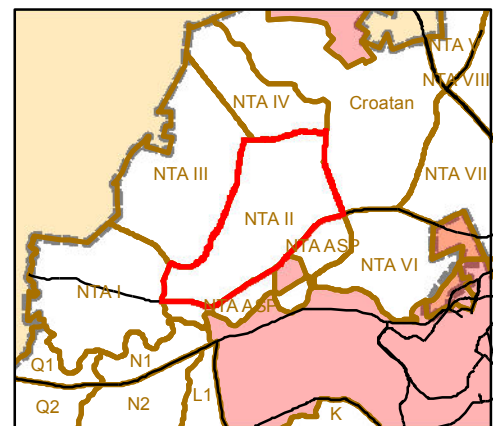 NTA V
NTA VIII
NTA IV
Croatan
NTA III
NTA VII
NTA II
NTA ASP
NTA VI
NTA I
NTA ASP
Q1
N1
Q2
N2
L1
K